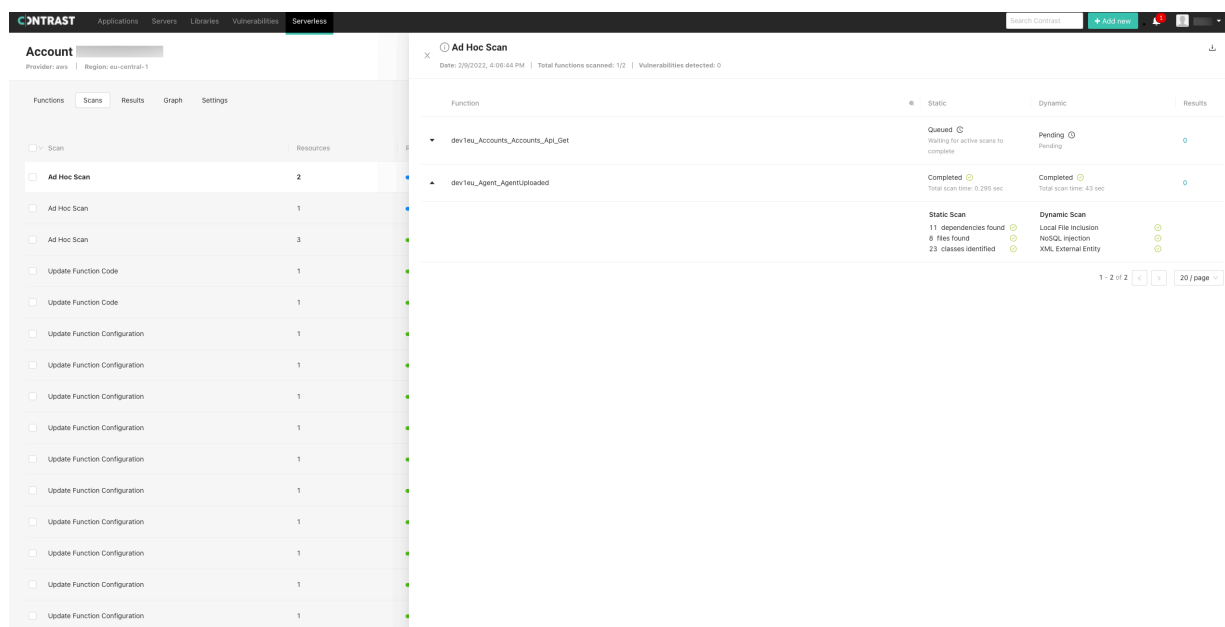 CONTRAST Applications Servers Libraries Vulnerabilities Serverless Search Contrast + Add new 1
Account
Provider: aws | Region: eu-central-1
Functions Scans Results Graph Settings
Scan Resources
Ad Hoc Scan 2
Ad Hoc Scan 1
Ad Hoc Scan 3
Update Function Code 1
Update Function Code 1
Update Function Configuration 1
Update Function Configuration 1
Update Function Configuration 1
Update Function Configuration 1
Update Function Configuration 1
Update Function Configuration 1
Update Function Configuration 1
Update Function Configuration 1
Update Function Configuration 1
Update Function Configuration 1
Ad Hoc Scan
Date: 2/9/2022, 4:06:44 PM | Total functions scanned: 1/2 | Vulnerabilities detected: 0
Function Static Dynamic Results
dev1eu_Accounts_Accounts_Api_Get Queued Pending 0
Waiting for active scans to Pending
complete
dev1eu_Agent_AgentUploaded Completed Completed 0
Total scan time: 0.295 sec Total scan time: 43 sec
Static Scan Dynamic Scan
11 dependencies found Local File Inclusion
8 files found NoSQL injection
23 classes identified XML External Entity
1 - 2 of 2 < > 20 / page